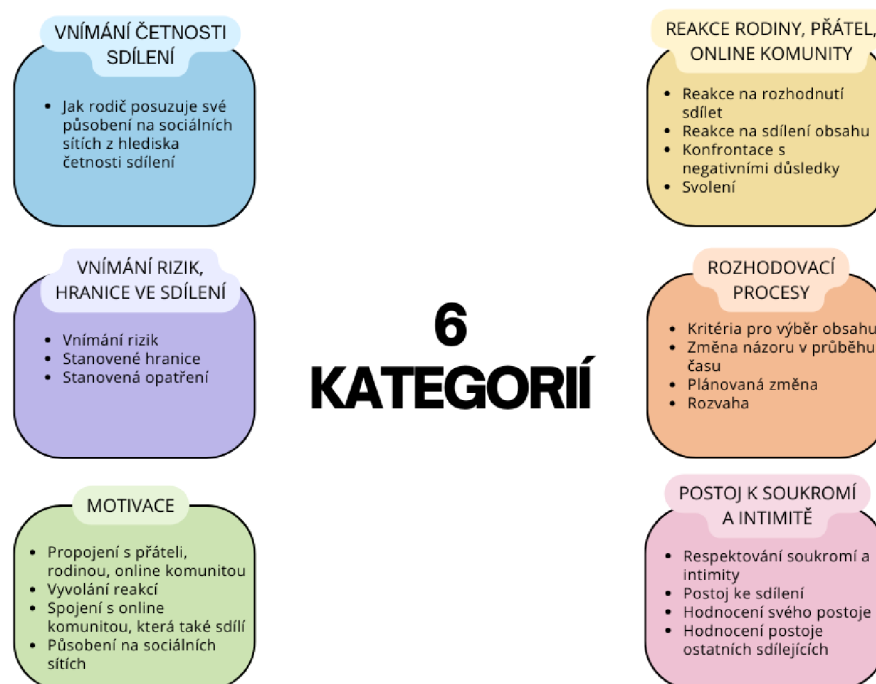 VNÍMÁNÍ ČETNOSTI
SDÍLENÍ
• Jak rodič posuzuje své
působení na sociálních
sítích z hlediska
četnosti sdílení
VNÍMÁNÍ RIZIK,
HRANICE VE SDÍLENÍ
• Vnímání rizik
• Stanovené hranice
• Stanovená opatření
MOTIVACE
• Propojení s přáteli,
rodinou, online komunitou
• Vyvolání reakcí
• Spojení s online
komunitou, která také sdílí
• Působení na sociálních
sítích
6
KATEGORIÍ
REAKCE RODINY, PŘÁTEL,
ONLINE KOMUNITY
• Reakce na rozhodnutí
sdílet
• Reakce na sdílení obsahu
• Konfrontace s
negativními důsledky
• Svolení
ROZHODOVACÍ
PROCESY
• Kritéria pro výběr obsahu
• Změna názoru v průběhu
času
• Plánovaná změna
• Rozvaha
POSTOJ K SOUKROMÍ
A INTIMITĚ
• Respektování soukromí a
intimity
• Postoj ke sdílení
• Hodnocení svého postoje
• Hodnocení postoje
ostatních sdílejících